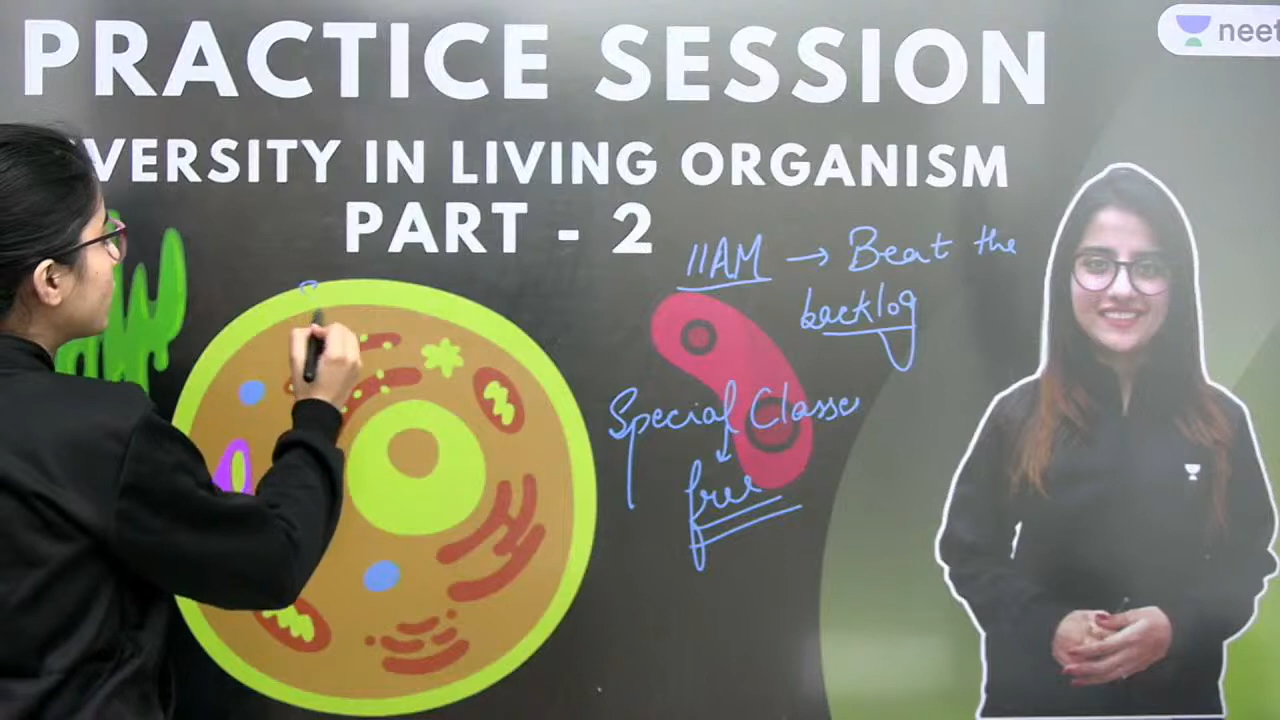 PRACTICE SESSION
neet
VERSITY IN LIVING ORGANISM
PART - 2
11AM → Beat the
backlog
Special Classe
free